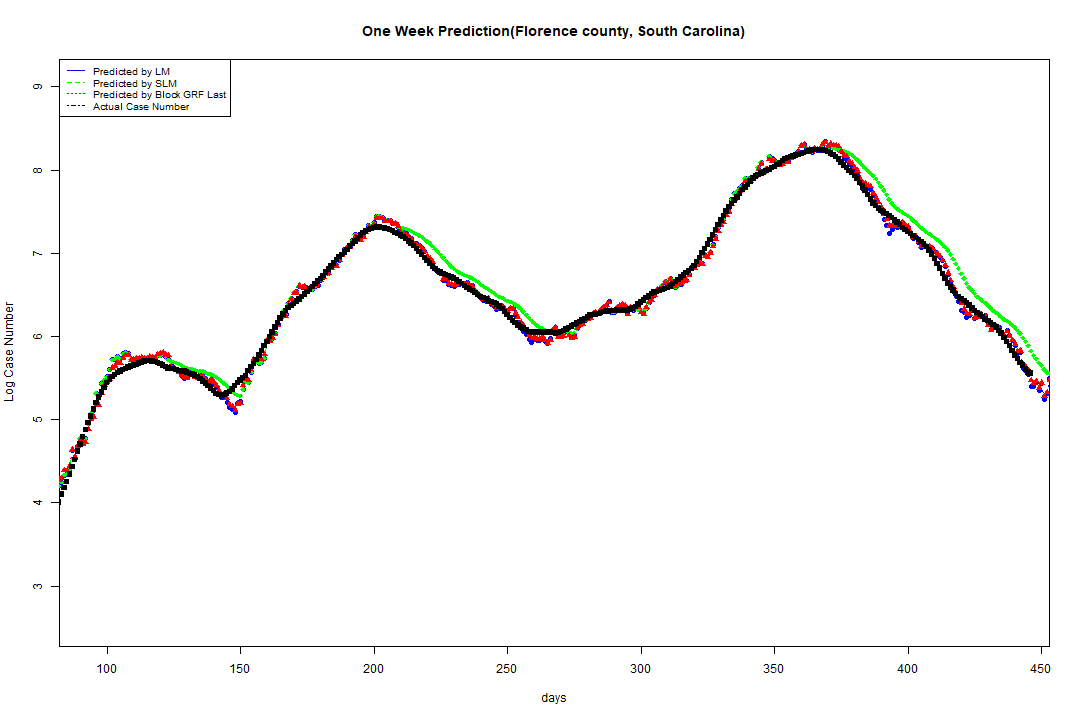 One Week Prediction(Florence county, South Carolina)
Predicted by LM
Predicted by SLM
Predicted by Block GRF Last
Actual Case Number
9
8
7
6
5
4
3
Log Case Number
100 150 200 250 300 350 400 450
days